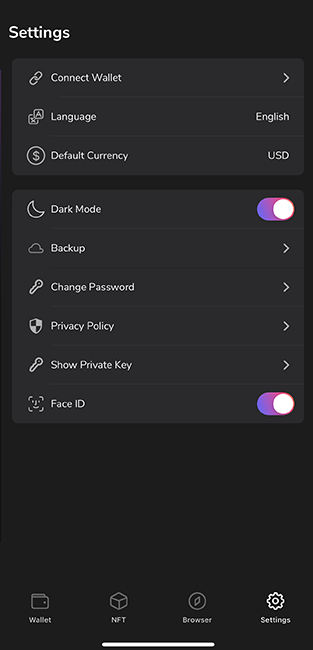 Settings
Connect Wallet
Language English
Default Currency USD
Dark Mode
Backup
Change Password
Privacy Policy
Show Private Key
Face ID
Wallet NFT Browser Settings